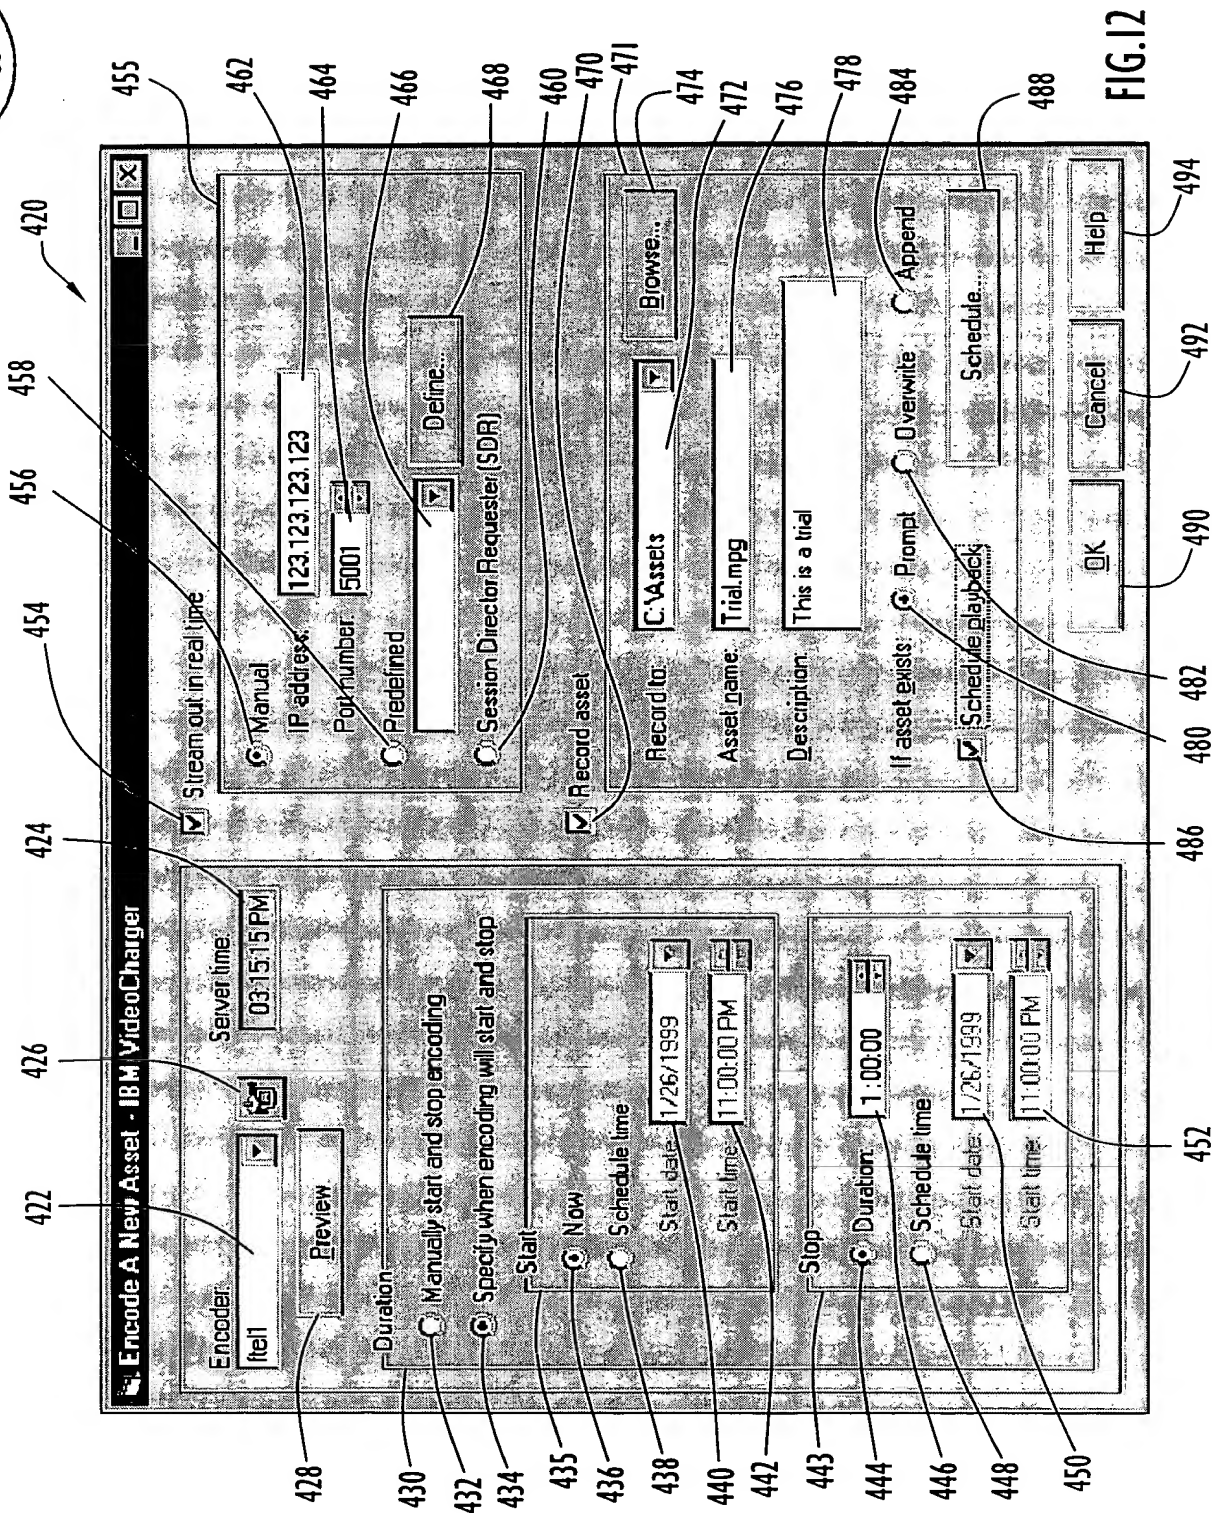 420
Encode A New Asset - IBM VideoCharger
422
426
424
Encoder:
Server time:
ftel1
03:15:15 PM
428
Preview
430
Duration
432
Manually start and stop encoding
434
Specify when encoding will start and stop
435
Start
436
Now
438
Schedule time
440
Start date:
1/26/1999
442
Start time:
11:00:00 PM
443
Stop
444
Duration:
446
1:00:00
448
Schedule time:
450
Start date:
1/26/1999
452
Start time:
11:00:00 PM
454
Stream out in real time
455
456
Manual
462
IP address:
123.123.123.123
464
Port number:
5001
458
Predefined
466
468
Define...
460
Session Director Requester (SDR)
470
Record asset
471
Record to:
C:\Assets
472
474
Browse...
Asset name:
Trial.mpg
476
Description:
This is a trial
478
If asset exists:
480
Prompt
482
Overwrite
484
Append
486
Schedule playback
488
Schedule....
490
OK
492
Cancel
494
Help
FIG.12